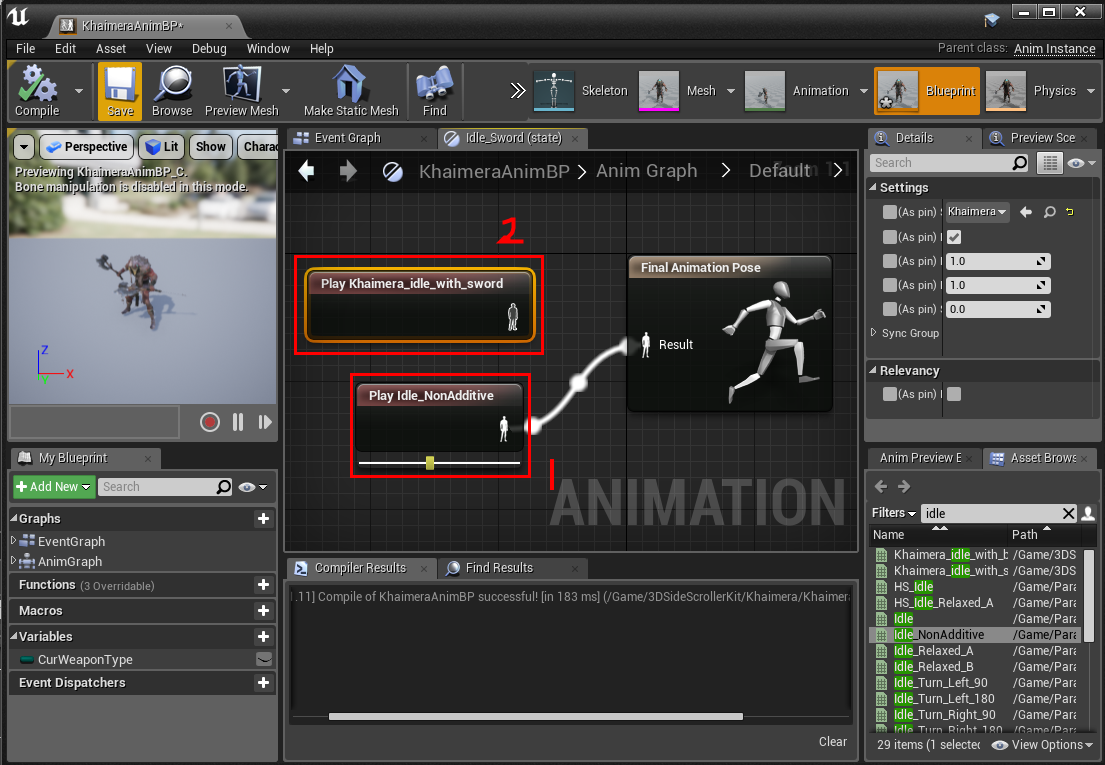 KhaimeraAnimBP*
File Edit Asset View Debug Window Help
Parent class: Anim Instance
Compile
Save
Browse
Preview Mesh
Make Static Mesh
Find
Skeleton
Mesh
Animation
Blueprint
Physics
Perspective
Lit
Show
Charac
Previewing KhaimeraAnimBP_C.
Bone manipulation is disabled in this mode.
Z
X
Event Graph
Idle_Sword (state)
KhaimeraAnimBP > Anim Graph > Default
2
Play Khaimera_idle_with_sword
Final Animation Pose
Result
Play Idle_NonAdditive
1
ANIMATION
Details
Preview Sce
Search
Settings
(As pin) Khaimera
(As pin)
(As pin) 1.0
(As pin) 1.0
(As pin) 0.0
Sync Group
Relevancy
(As pin)
My Blueprint
+ Add New
Search
Graphs
EventGraph
AnimGraph
Functions (3 Overridable)
Macros
Variables
CurWeaponType
Event Dispatchers
Compiler Results
Find Results
.11] Compile of KhaimeraAnimBP successful! [in 183 ms] (/Game/3DSideScrollerKit/Khaimera/Khaimera
Clear
Anim Preview E
Asset Brows
Filters
idle
Name Path
Khaimera_idle_with_b /Game/3DS
Khaimera_idle_with_s /Game/3DS
HS_Idle /Game/Para
HS_Idle_Relaxed_A /Game/Para
Idle /Game/Para
Idle_NonAdditive /Game/Para
Idle_Relaxed_A /Game/Para
Idle_Relaxed_B /Game/Para
Idle_Turn_Left_90 /Game/Para
Idle_Turn_Left_180 /Game/Para
Idle_Turn_Right_90 /Game/Para
Idle_Turn_Right_180 /Game/Para
29 items (1 selected
View Options